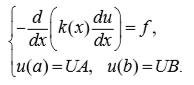 -d/dx(k(x)du/dx)=f,
u(a)=UA, u(b)=UB.